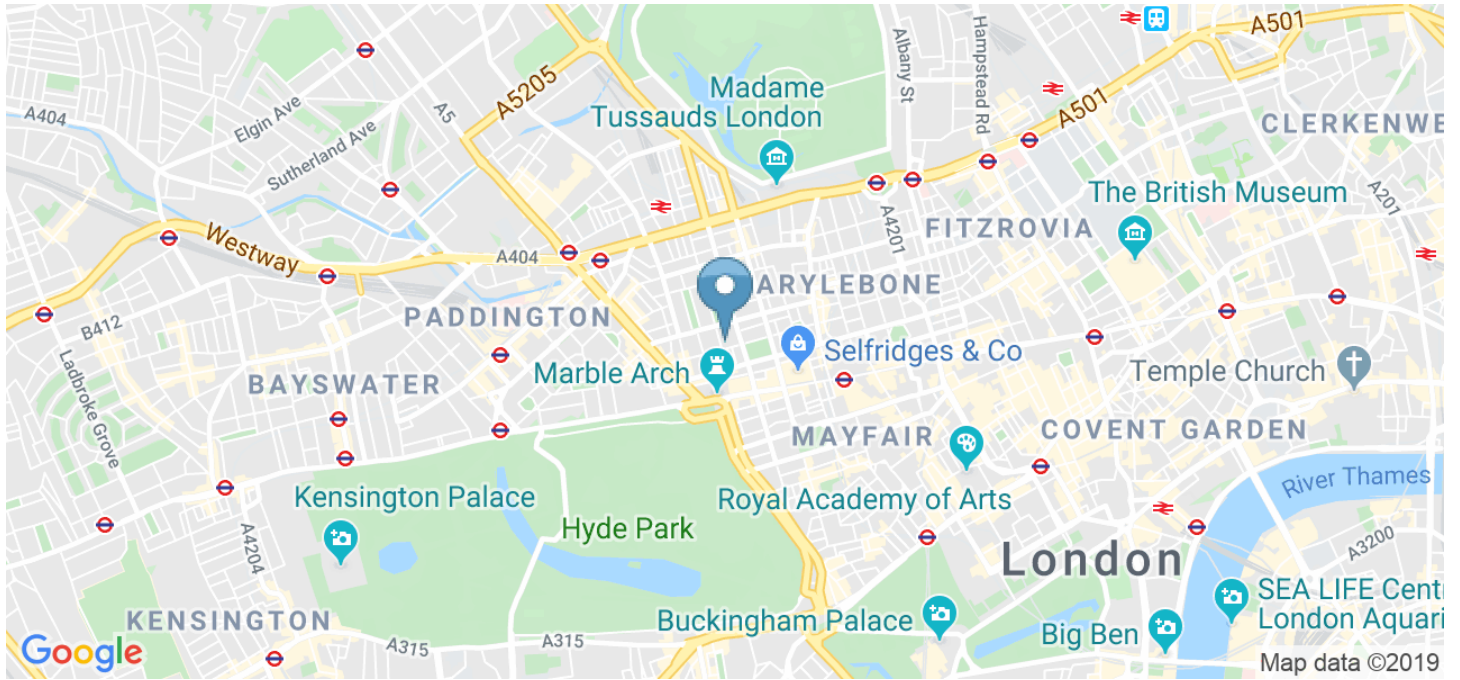 A501
Albany St
Hampstead Rd
A5205
Madame
Tussauds London
A501
A404
Elgin Ave
A5
CLERKENWE
Sutherland Ave
The British Museum
A201
A4201
FITZROVIA
Westway
A404
ARYLEBONE
B412
PADDINGTON
Selfridges & Co
Marble Arch
Temple Church
BAYSWATER
Ladbroke Grove
MAYFAIR
COVENT GARDEN
River Thames
Kensington Palace
Royal Academy of Arts
Hyde Park
A4204
London
A3200
SEA LIFE Cent
London Aquari
KENSINGTON
Buckingham Palace
Big Ben
A315
A315
Google
Map data ©2019